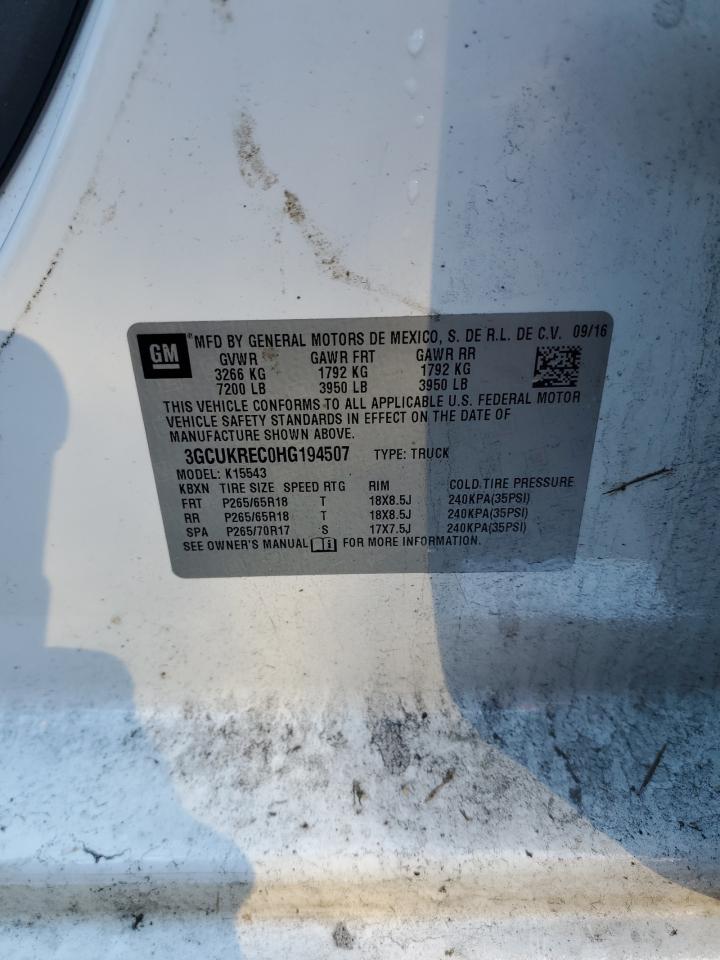 GM ® MFD BY GENERAL MOTORS DE MEXICO, S. DE R.L. DE C.V. 09/16
GVWR GAWR FRT GAWR RR
3266 KG 1792 KG 1792 KG
7200 LB 3950 LB 3950 LB
THIS VEHICLE CONFORMS TO ALL APPLICABLE U.S. FEDERAL MOTOR
VEHICLE SAFETY STANDARDS IN EFFECT ON THE DATE OF
MANUFACTURE SHOWN ABOVE.
3GCUKREC0HG194507 TYPE: TRUCK
MODEL: K15543
KBXN TIRE SIZE SPEED RTG RIM COLD TIRE PRESSURE
FRT P265/65R18 T 18X8.5J 240KPA(35PSI)
RR P265/65R18 T 18X8.5J 240KPA(35PSI)
SPA P265/70R17 S 17X7.5J 240KPA(35PSI)
SEE OWNER'S MANUAL FOR MORE INFORMATION.